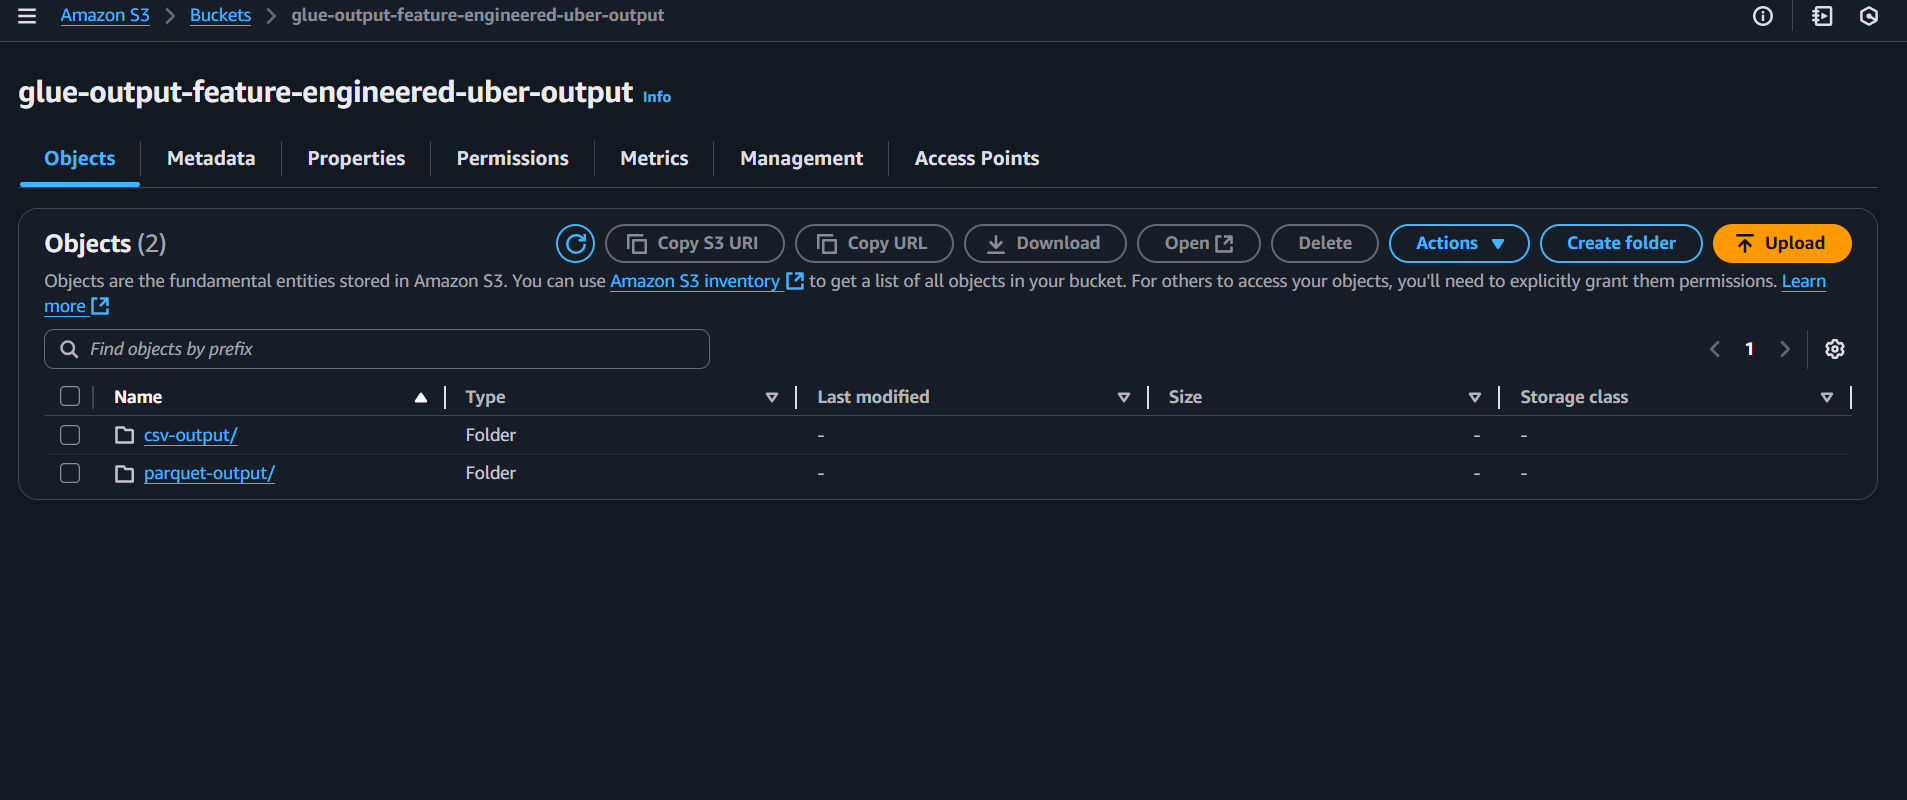 Amazon S3 > Buckets > glue-output-feature-engineered-uber-output
glue-output-feature-engineered-uber-output Info
Objects Metadata Properties Permissions Metrics Management Access Points
Objects (2) Copy S3 URI Copy URL Download Open Delete Actions Create folder Upload
Objects are the fundamental entities stored in Amazon S3. You can use Amazon S3 inventory to get a list of all objects in your bucket. For others to access your objects, you'll need to explicitly grant them permissions. Learn
more
Find objects by prefix 1
Name Type Last modified Size Storage class
csv-output/ Folder - - -
parquet-output/ Folder - - -